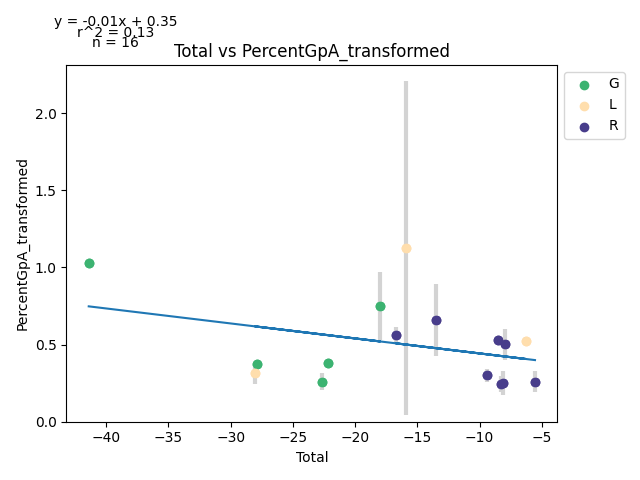 y = -0.01x + 0.35
r^2 = 0.13
n = 16
Total vs PercentGpA_transformed
G
L
R
PercentGpA_transformed
2.0
1.5
1.0
0.5
0.0
−40
−35
−30
−25
−20
−15
−10
−5
Total